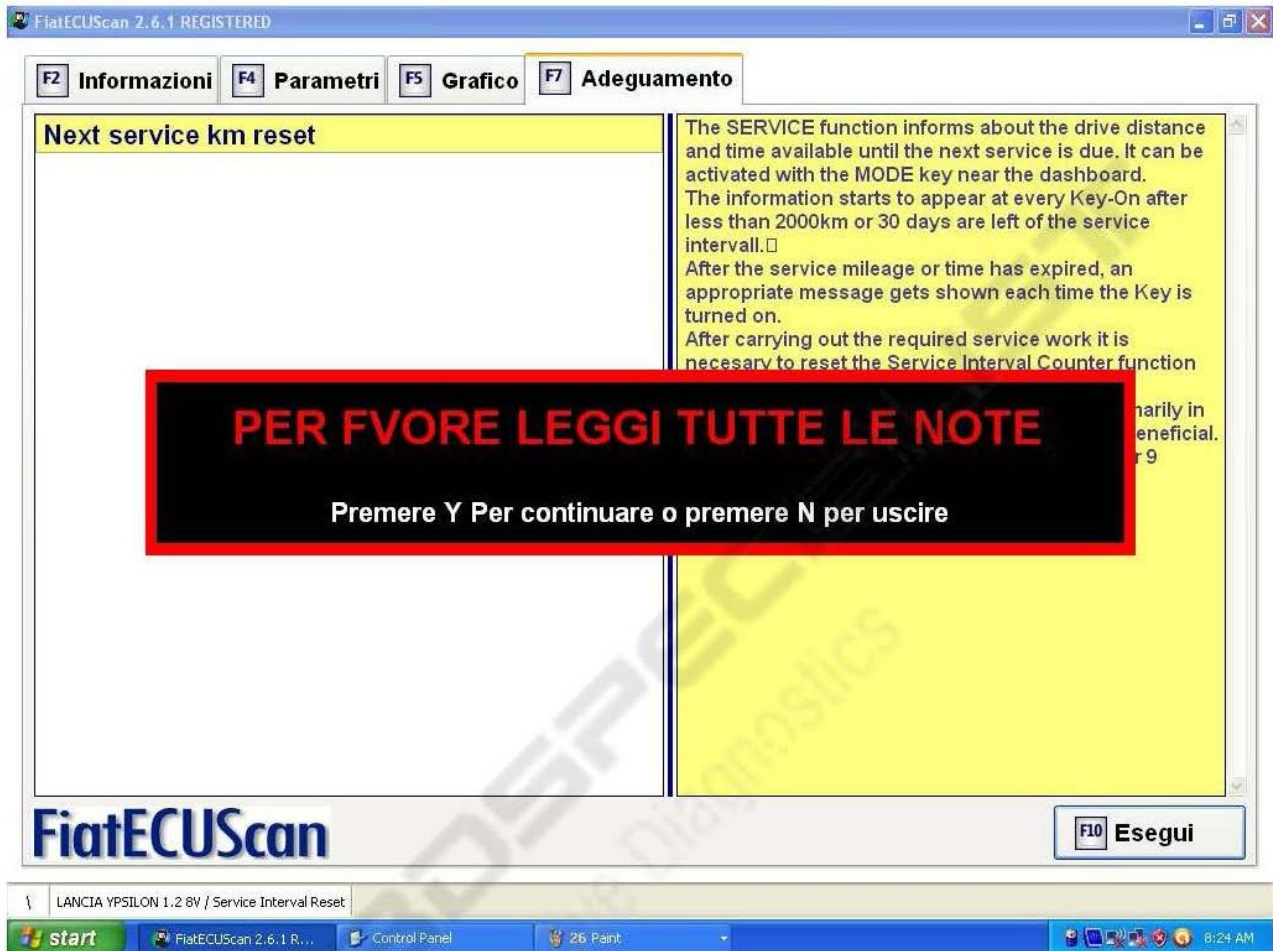 FiatECUScan 2.6.1 REGISTERED
F2 Informazioni F4 Parametri F5 Grafico F7 Adeguamento
Next service km reset
The SERVICE function informs about the drive distance
and time available until the next service is due. It can be
activated with the MODE key near the dashboard.
The information starts to appear at every Key-On after
less than 2000km or 30 days are left of the service
intervall.
After the service mileage or time has expired, an
appropriate message gets shown each time the Key is
turned on.
After carrying out the required service work it is
necesary to reset the Service Interval Counter function
in
9
PER FVORE LEGGI TUTTE LE NOTE
Premere Y Per continuare o premere N per uscire
FiatECUScan
F10 Esegui
\ LANCIA YPSILON 1.2 8V / Service Interval Reset
start FiatECUScan 2.6.1 R... Control Panel 26 Paint 8:24 AM